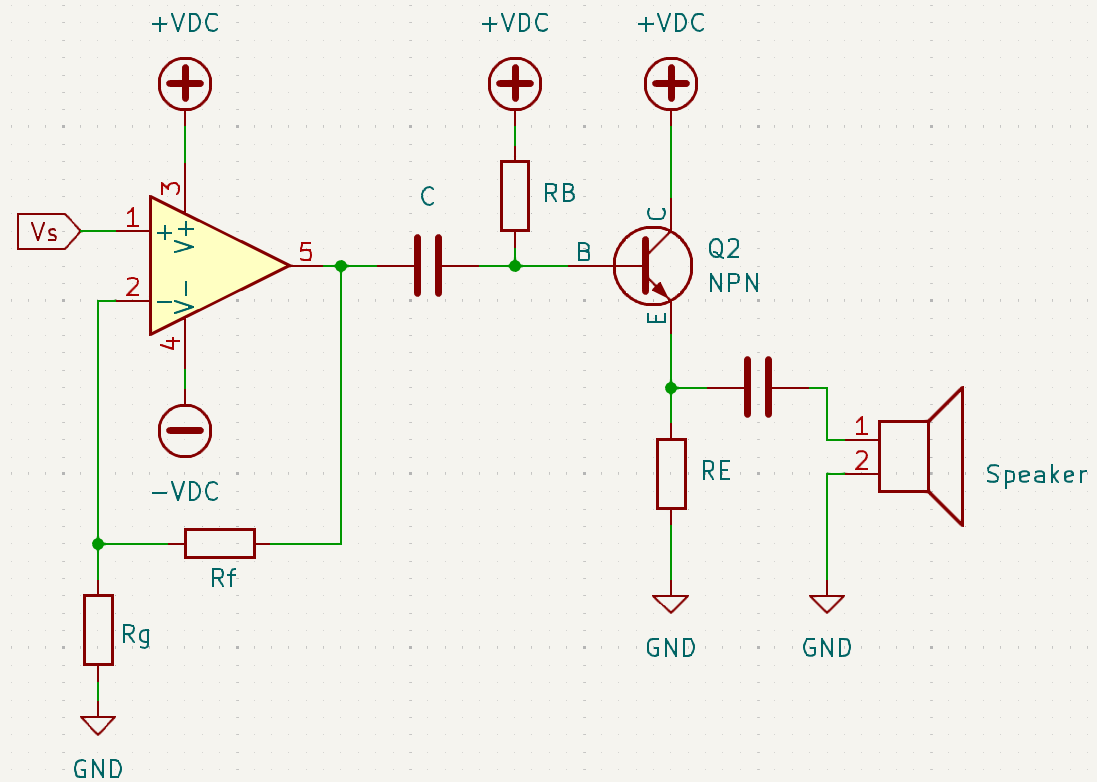 +VDC
+VDC
+VDC
3
C
RB
Vs
1
+
V+
C
Q2
NPN
5
B
2
−
V−
E
4
1
2
RE
Speaker
−VDC
Rf
Rg
GND
GND
GND